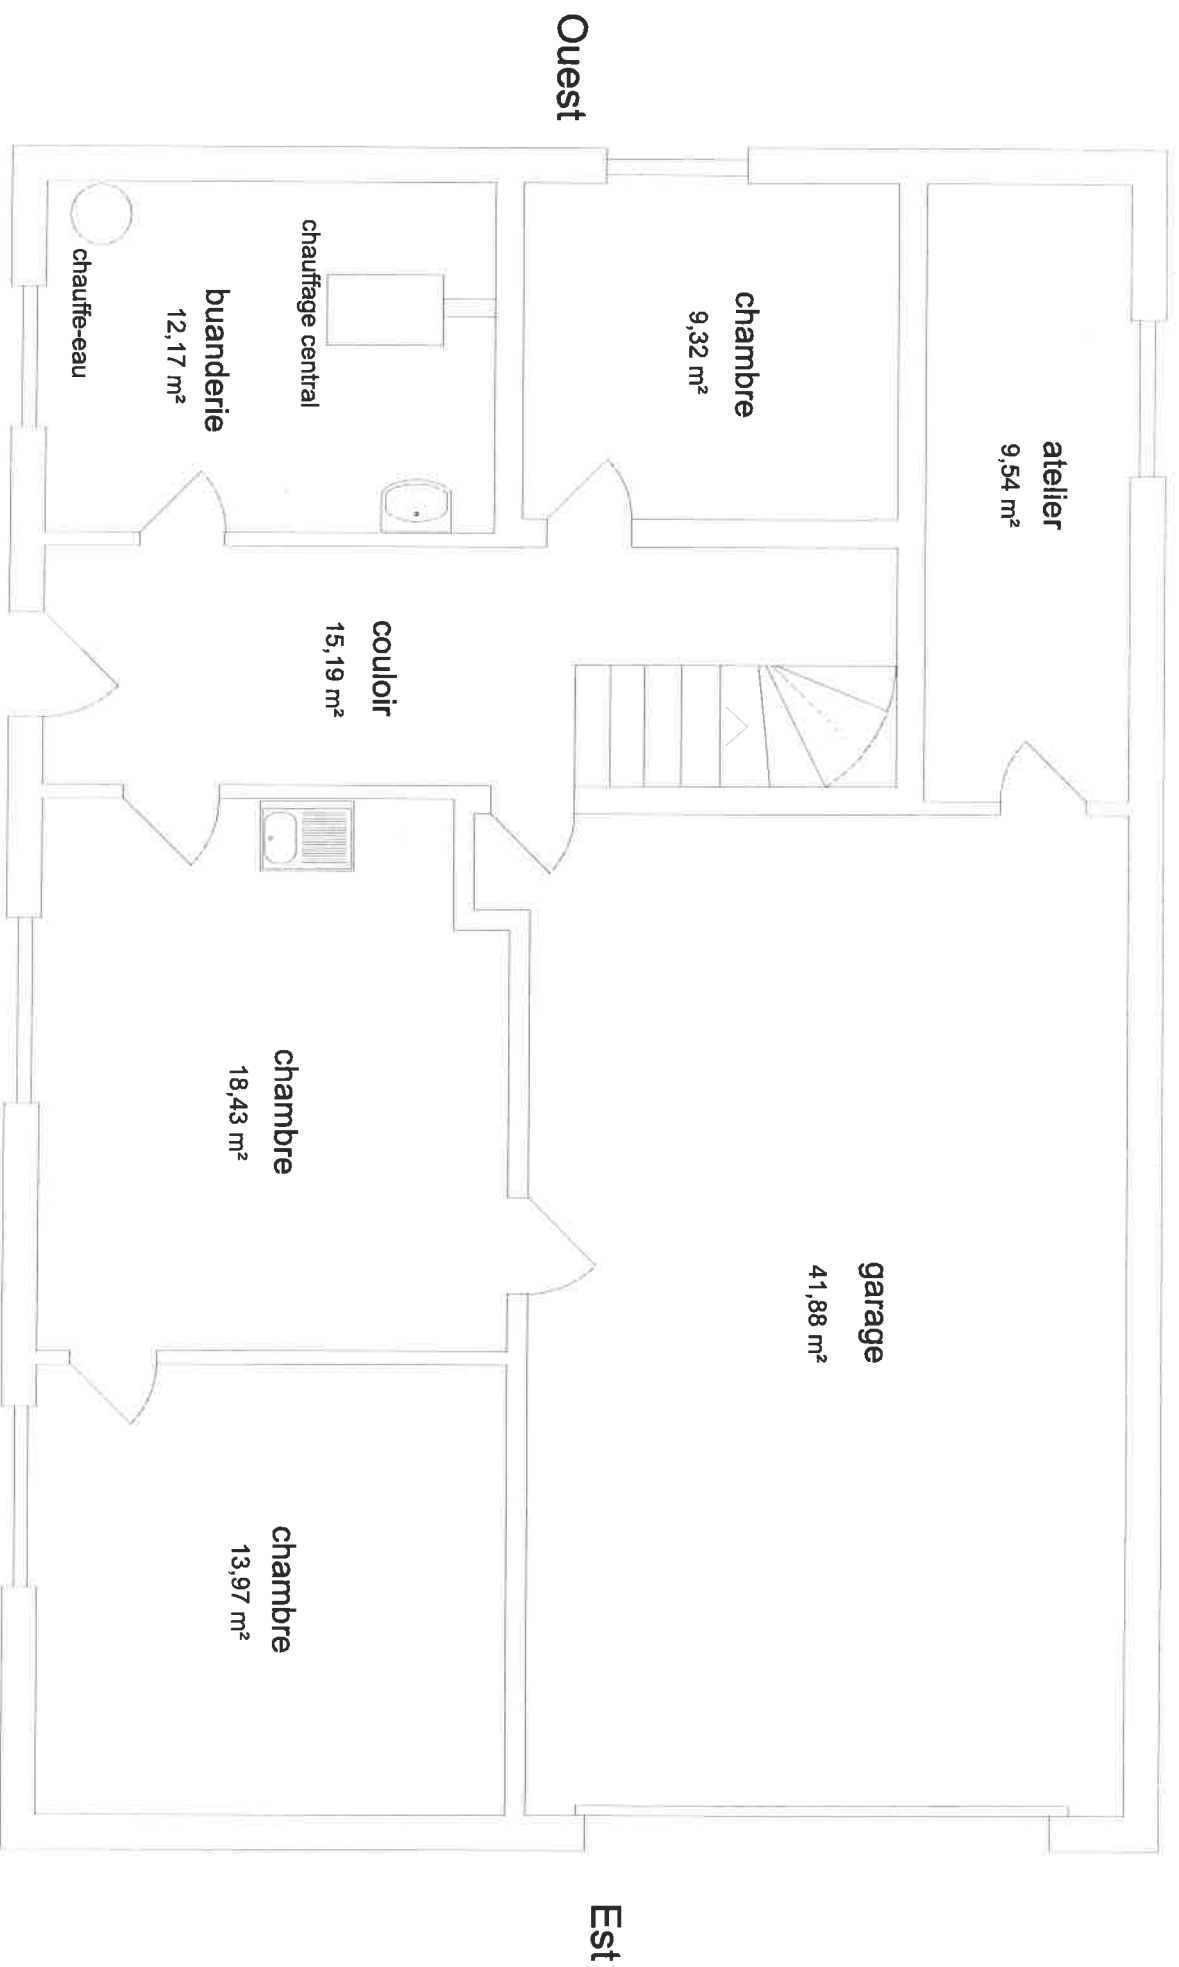 Ouest
atelier
9,54 m²
chambre
9,32 m²
chauffage central
buanderie
12,17 m²
chauffe-eau
couloir
15,19 m²
garage
41,88 m²
chambre
18,43 m²
chambre
13,97 m²
Est